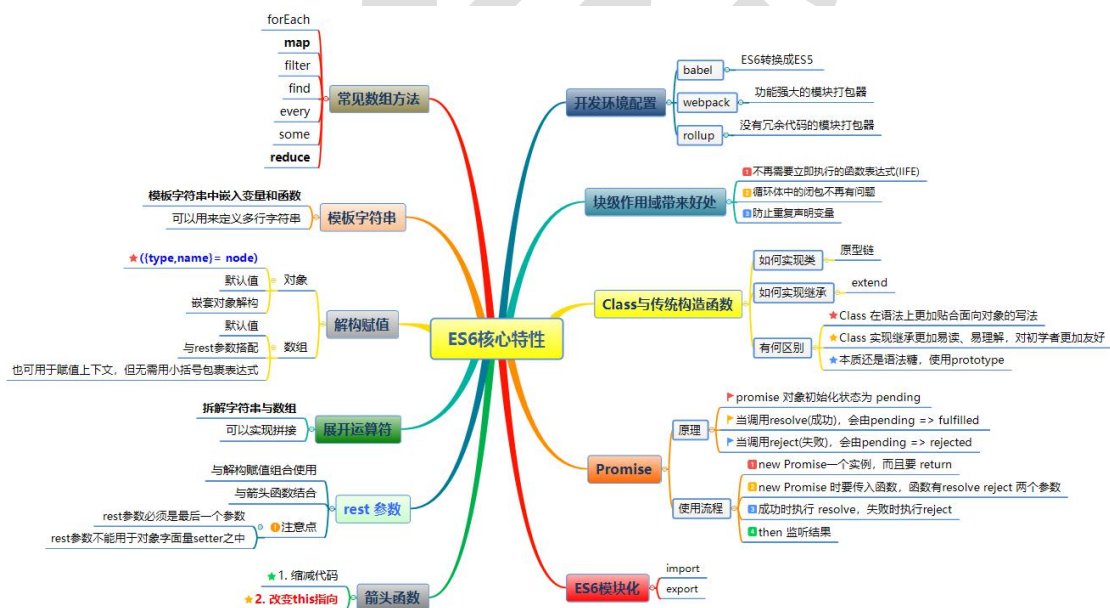 ES6核心特性
常见数组方法
forEach
map
filter
find
every
some
reduce
模板字符串
模板字符串中嵌入变量和函数
可以用来定义多行字符串
解构赋值
对象
({type,name}= node)
默认值
嵌套对象解构
数组
默认值
与rest参数搭配
也可用于赋值上下文，但无需用小括号包裹表达式
展开运算符
拆解字符串与数组
可以实现拼接
rest 参数
与解构赋值组合使用
与箭头函数结合
注意点
rest参数必须是最后一个参数
rest参数不能用于对象字面量setter之中
箭头函数
1. 缩减代码
2. 改变this指向
开发环境配置
babel
ES6转换成ES5
webpack
功能强大的模块打包器
rollup
没有冗余代码的模块打包器
块级作用域带来好处
1 不再需要立即执行的函数表达式(IIFE)
2 循环体中的闭包不再有问题
3 防止重复声明变量
Class与传统构造函数
如何实现类
原型链
如何实现继承
extend
有何区别
Class 在语法上更加贴合面向对象的写法
Class 实现继承更加易读、易理解，对初学者更加友好
本质还是语法糖，使用prototype
Promise
原理
promise 对象初始化状态为 pending
当调用resolve(成功)，会由pending => fulfilled
当调用reject(失败)，会由pending => rejected
使用流程
1 new Promise一个实例，而且要 return
2 new Promise 时要传入函数，函数有resolve reject 两个参数
3 成功时执行 resolve，失败时执行reject
4 then 监听结果
ES6模块化
import
export